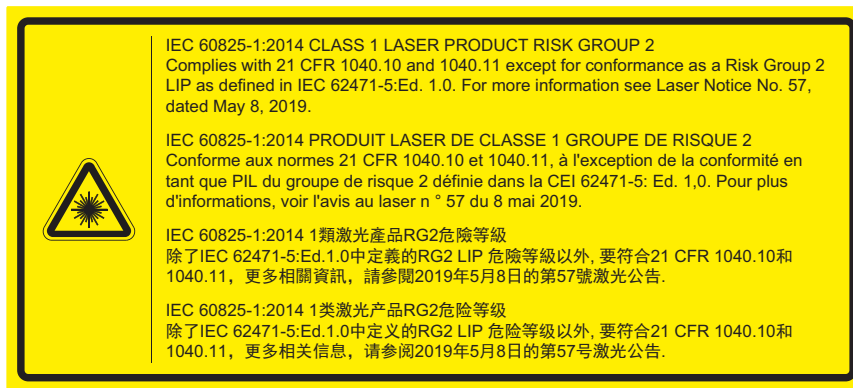 IEC 60825-1:2014 CLASS 1 LASER PRODUCT RISK GROUP 2
Complies with 21 CFR 1040.10 and 1040.11 except for conformance as a Risk Group 2
LIP as defined in IEC 62471-5:Ed. 1.0. For more information see Laser Notice No. 57,
dated May 8, 2019.
IEC 60825-1:2014 PRODUIT LASER DE CLASSE 1 GROUPE DE RISQUE 2
Conforme aux normes 21 CFR 1040.10 et 1040.11, à l'exception de la conformité en
tant que PIL du groupe de risque 2 définie dans la CEI 62471-5: Ed. 1,0. Pour plus
d'informations, voir l'avis au laser n ° 57 du 8 mai 2019.
IEC 60825-1:2014 1類激光產品RG2危險等級
除了IEC 62471-5:Ed.1.0中定義的RG2 LIP 危險等級以外, 要符合21 CFR 1040.10和
1040.11，更多相關資訊，請參閱2019年5月8日的第57號激光公告.
IEC 60825-1:2014 1类激光产品RG2危险等级
除了IEC 62471-5:Ed.1.0中定义的RG2 LIP 危险等级以外, 要符合21 CFR 1040.10和
1040.11，更多相关信息，请参阅2019年5月8日的第57号激光公告.